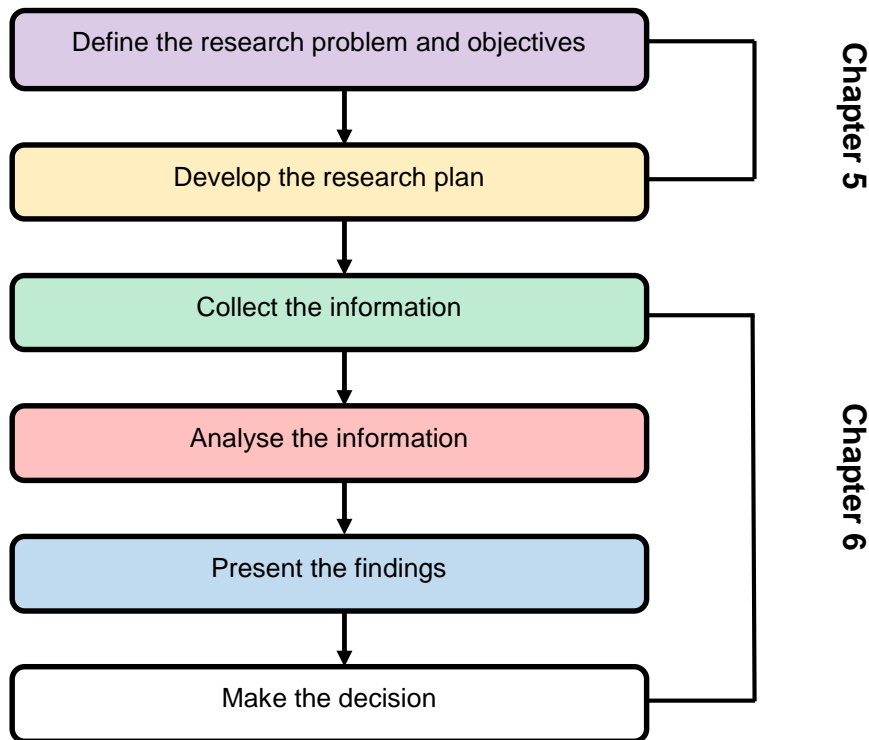 Define the research problem and objectives
Develop the research plan
Chapter 5
Collect the information
Analyse the information
Present the findings
Make the decision
Chapter 6